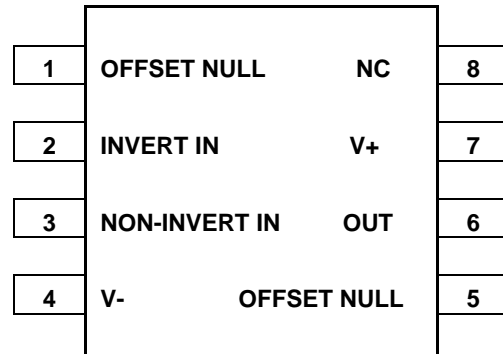 1 OFFSET NULL NC 8
2 INVERT IN V+ 7
3 NON-INVERT IN OUT 6
4 V- OFFSET NULL 5